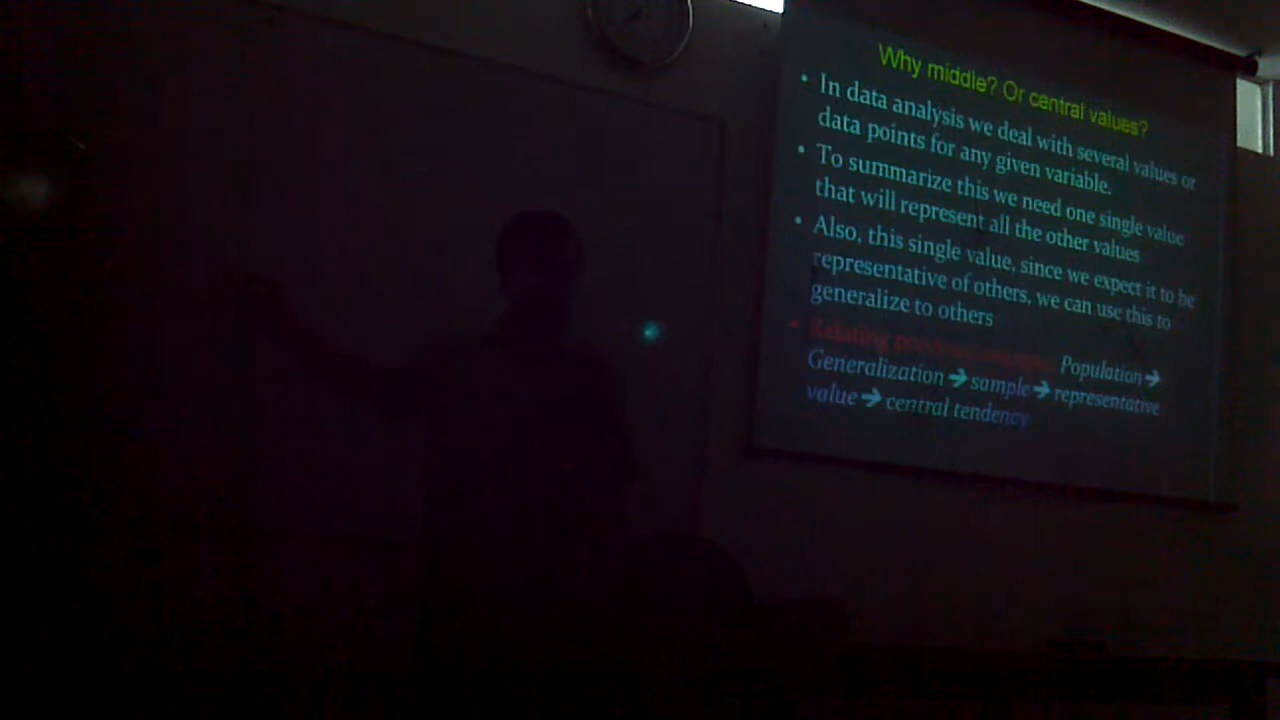 Why middle? Or central values?
• In data analysis we deal with several values or
data points for any given variable.
• To summarize this we need one single value
that will represent all the other values
• Also, this single value, since we expect it to be
representative of others, we can use this to
generalize to others
• Relating Population➔
Generalization➔sample➔representative
value➔central tendency